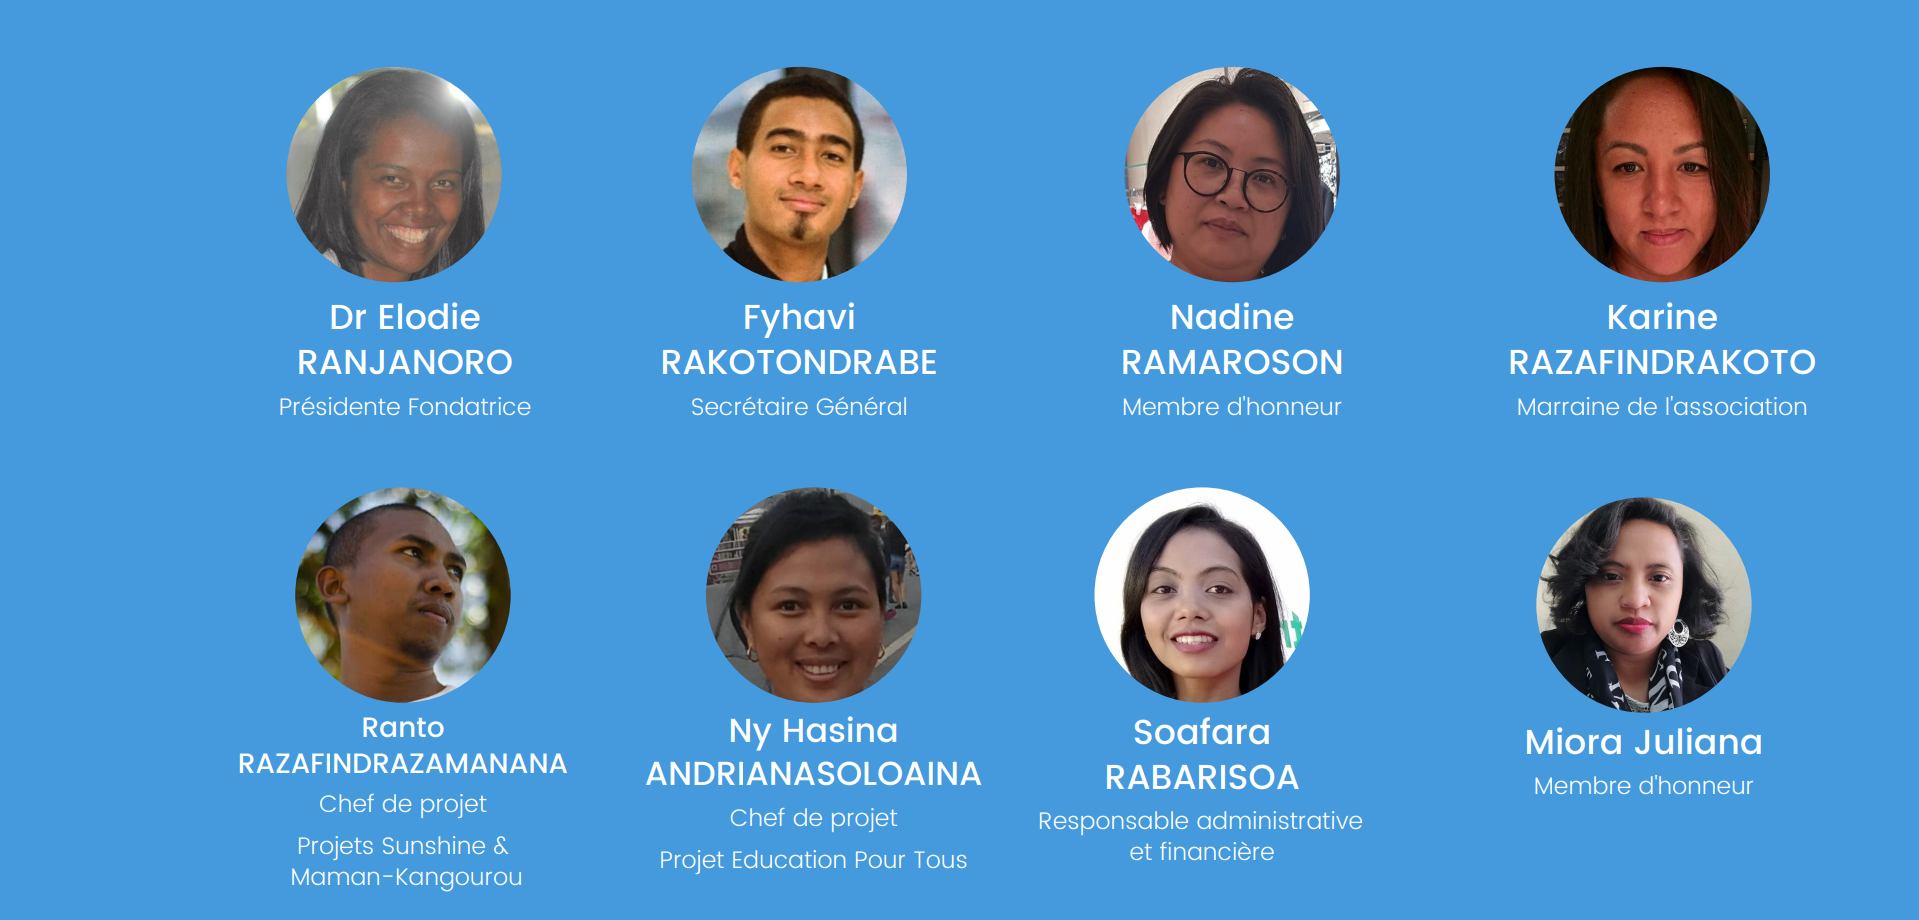 Dr Elodie
RANJANORO
Présidente Fondatrice
Fyhavi
RAKOTONDRABE
Secrétaire Général
Nadine
RAMAROSON
Membre d'honneur
Karine
RAZAFINDRAKOTO
Marraine de l'association
Ranto
RAZAFINDRAZAMANANA
Chef de projet
Projets Sunshine &
Maman-Kangourou
Ny Hasina
ANDRIANASOLOAINA
Chef de projet
Projet Education Pour Tous
Soafara
RABARISOA
Responsable administrative
et financière
Miora Juliana
Membre d'honneur